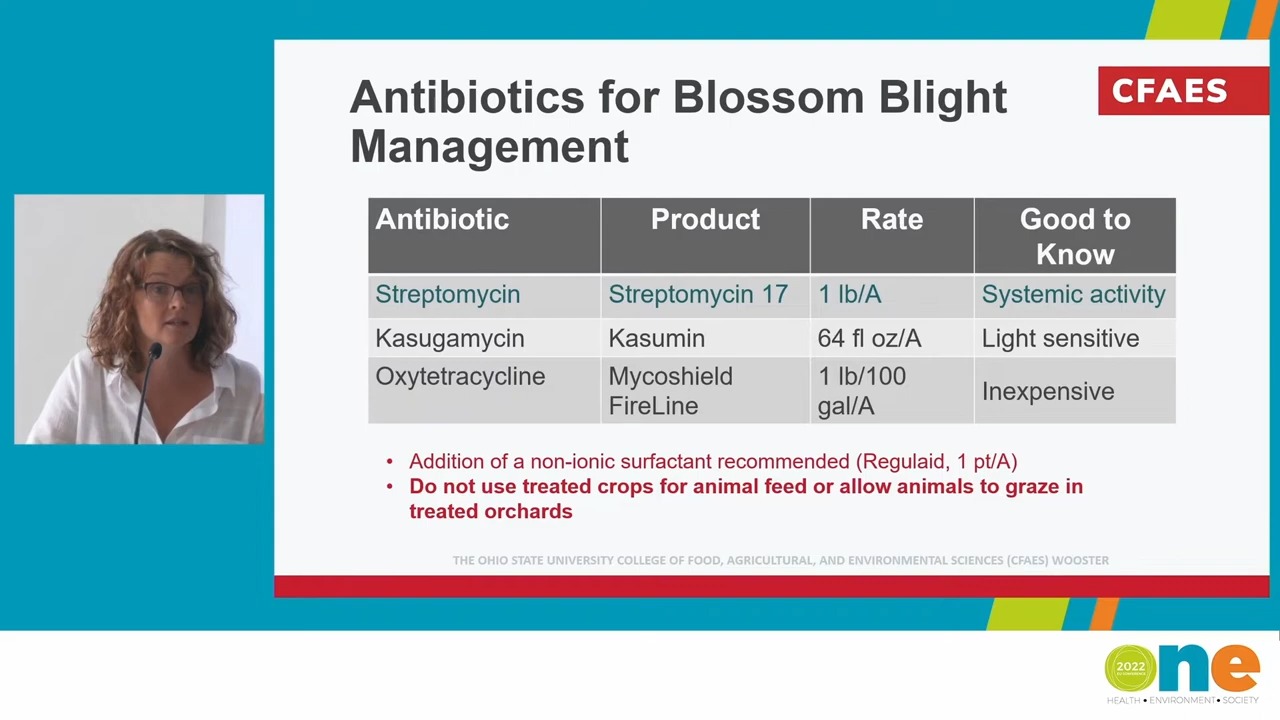 Antibiotics for Blossom Blight
Management
CFAES
Antibiotic Product Rate Good to
Know
Streptomycin Streptomycin 17 1 lb/A Systemic activity
Kasugamycin Kasumin 64 fl oz/A Light sensitive
Oxytetracycline Mycoshield 1 lb/100 Inexpensive
FireLine gal/A
• Addition of a non-ionic surfactant recommended (Regulaid, 1 pt/A)
• Do not use treated crops for animal feed or allow animals to graze in
treated orchards
THE OHIO STATE UNIVERSITY COLLEGE OF FOOD, AGRICULTURAL, AND ENVIRONMENTAL SCIENCES (CFAES) WOOSTER
2022
one
HEALTH • ENVIRONMENT • SOCIETY